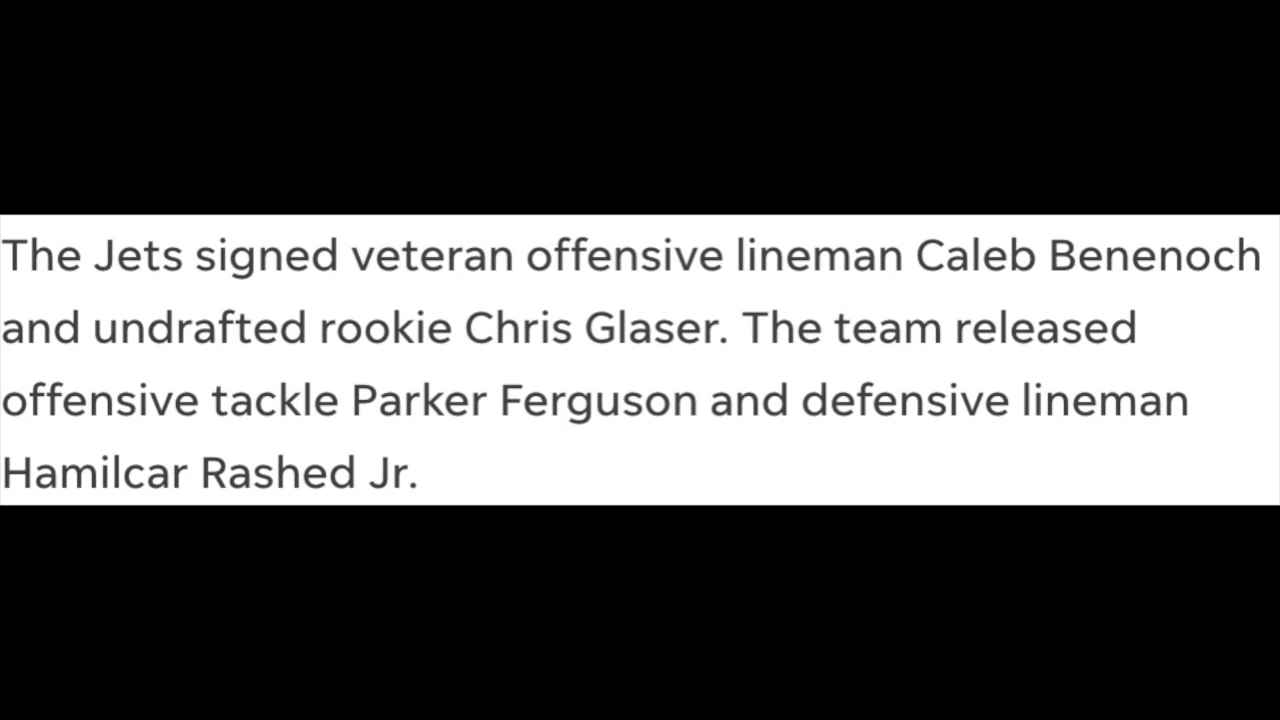 The Jets signed veteran offensive lineman Caleb Benenoch
and undrafted rookie Chris Glaser. The team released
offensive tackle Parker Ferguson and defensive lineman
Hamilcar Rashed Jr.